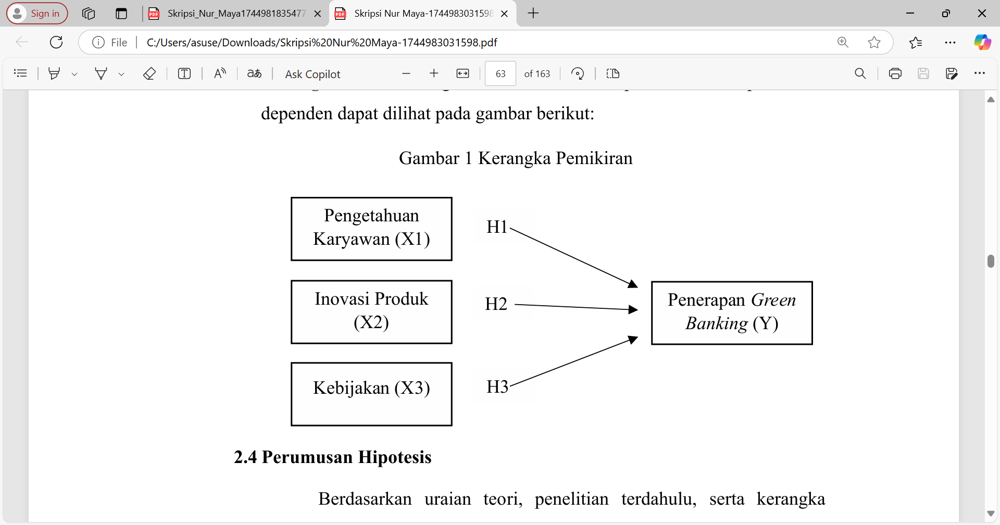 Sign in
Skripsi_Nur_Maya1744981835477
Skripsi Nur Maya-1744983031598
File
C:/Users/asuse/Downloads/Skripsi%20Nur%20Maya-1744983031598.pdf
Ask Copilot
63 of 163
dependen dapat dilihat pada gambar berikut:
Gambar 1 Kerangka Pemikiran
Pengetahuan
Karyawan (X1)
H1
Inovasi Produk
(X2)
H2
Penerapan Green
Banking (Y)
Kebijakan (X3)
H3
2.4 Perumusan Hipotesis
Berdasarkan uraian teori, penelitian terdahulu, serta kerangka